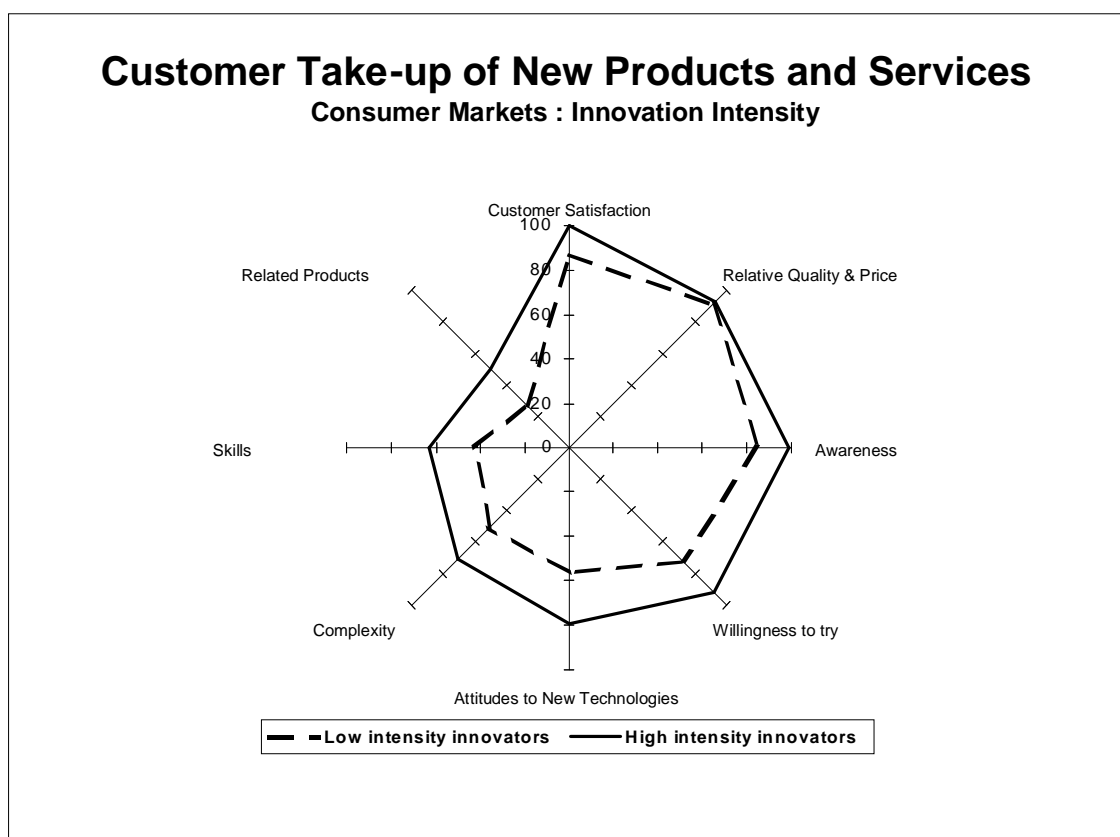 Customer Take-up of New Products and Services
Consumer Markets : Innovation Intensity
Customer Satisfaction
100
Related Products
80
Relative Quality & Price
60
40
20
Skills
0
Awareness
Complexity
Willingness to try
Attitudes to New Technologies
Low intensity innovators
High intensity innovators